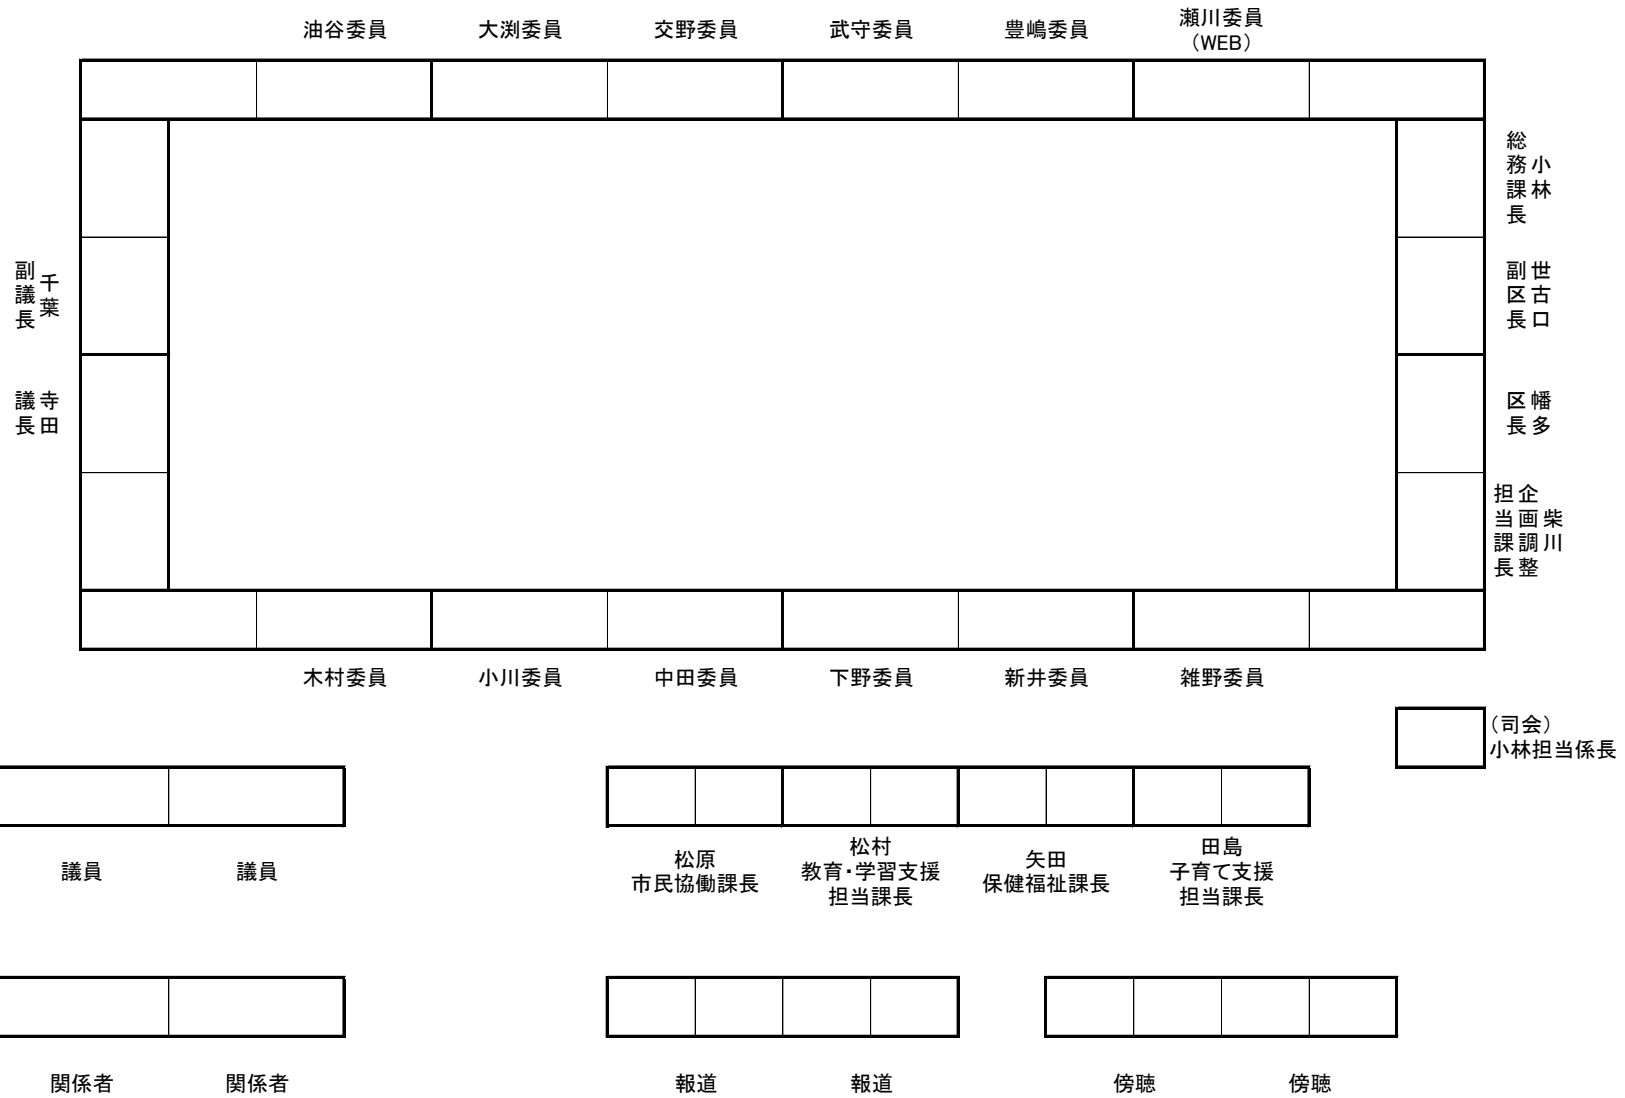 油谷委員
大渕委員
交野委員
武守委員
豊嶋委員
瀬川委員
（WEB）
小林
総務課長
千葉
副議長
世古口
副区長
寺田
議長
幡多
区長
柴川
企画調整
担当課長
木村委員
小川委員
中田委員
下野委員
新井委員
雑野委員
（司会）
小林担当係長
議員
議員
松原
市民協働課長
松村
教育・学習支援
担当課長
矢田
保健福祉課長
田島
子育て支援
担当課長
関係者
関係者
報道
報道
傍聴
傍聴